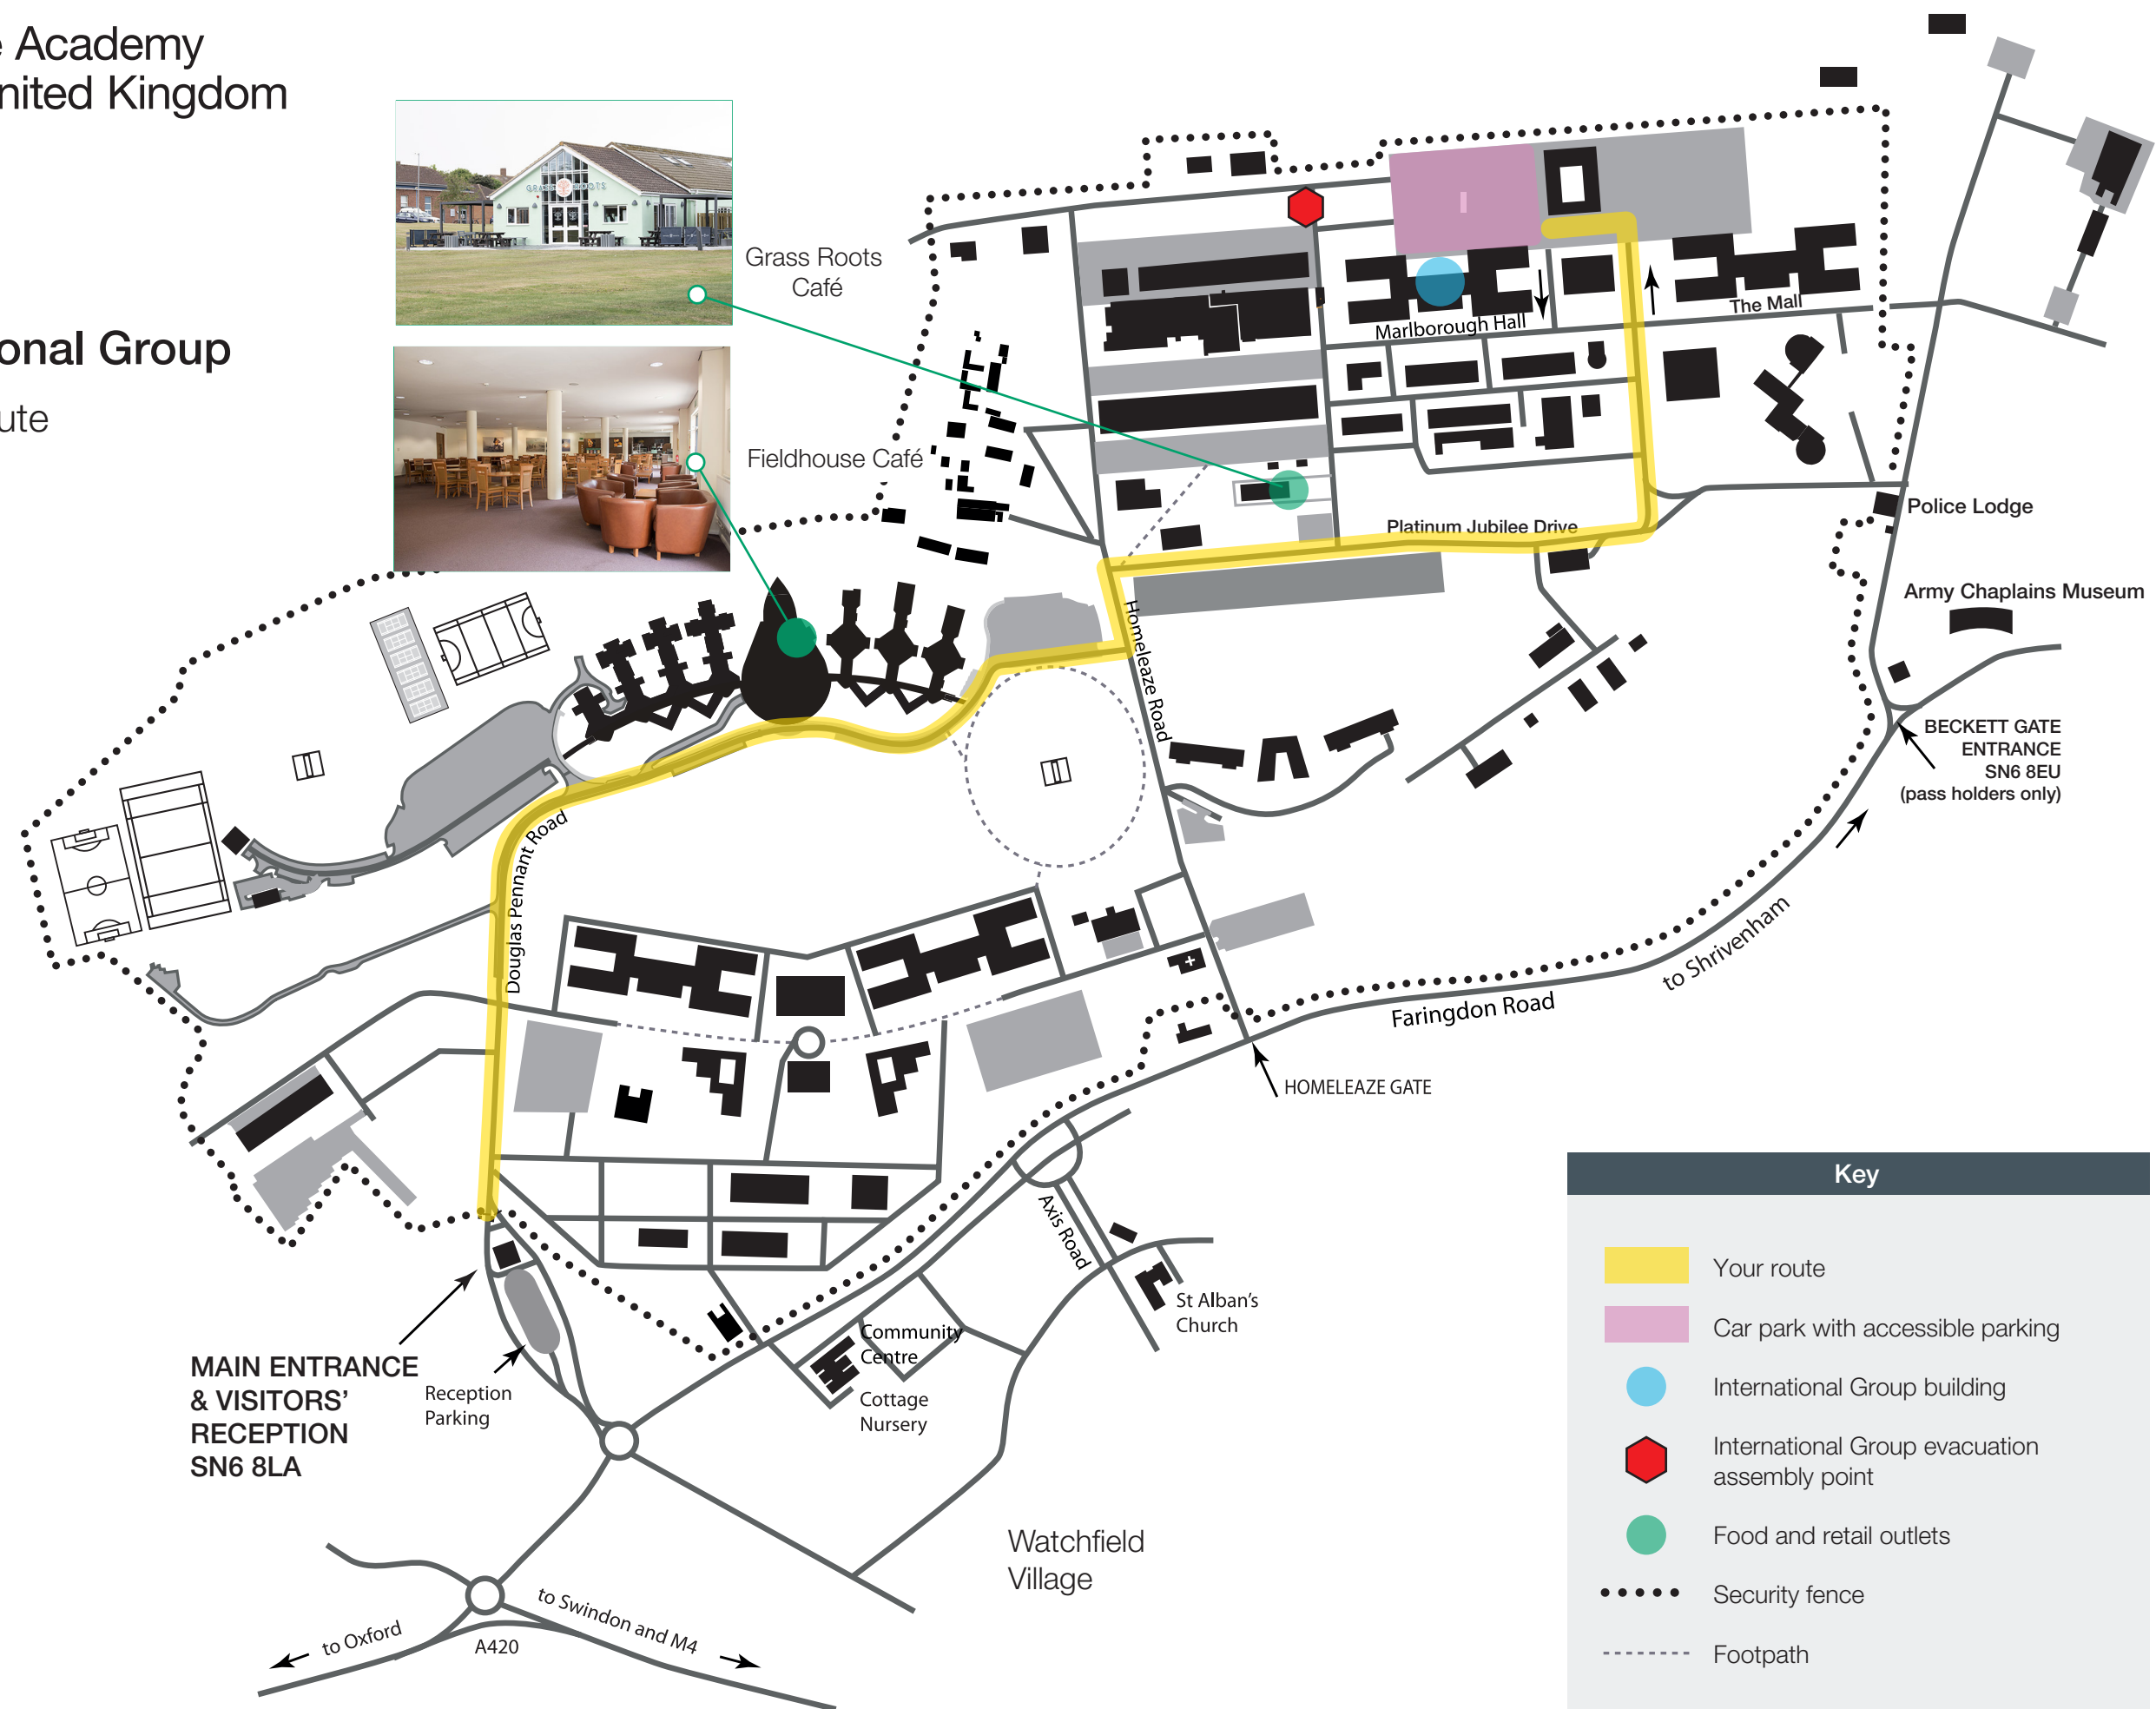 e Academy
nited Kingdom
onal Group
ute
GRASS ROOTS
Grass Roots
Café
Fieldhouse Café
Marlborough Hall
The Mall
Platinum Jubilee Drive
Police Lodge
Army Chaplains Museum
BECKETT GATE
ENTRANCE
SN6 8EU
(pass holders only)
Homeleaze Road
Douglas Pennant Road
to Shrivenham
Faringdon Road
HOMELEAZE GATE
Axis Road
St Alban's
Church
Community
Centre
Cottage
Nursery
MAIN ENTRANCE
& VISITORS'
RECEPTION
SN6 8LA
Reception
Parking
Watchfield
Village
to Oxford
A420
to Swindon and M4
Key
Your route
Car park with accessible parking
International Group building
International Group evacuation
assembly point
Food and retail outlets
Security fence
Footpath